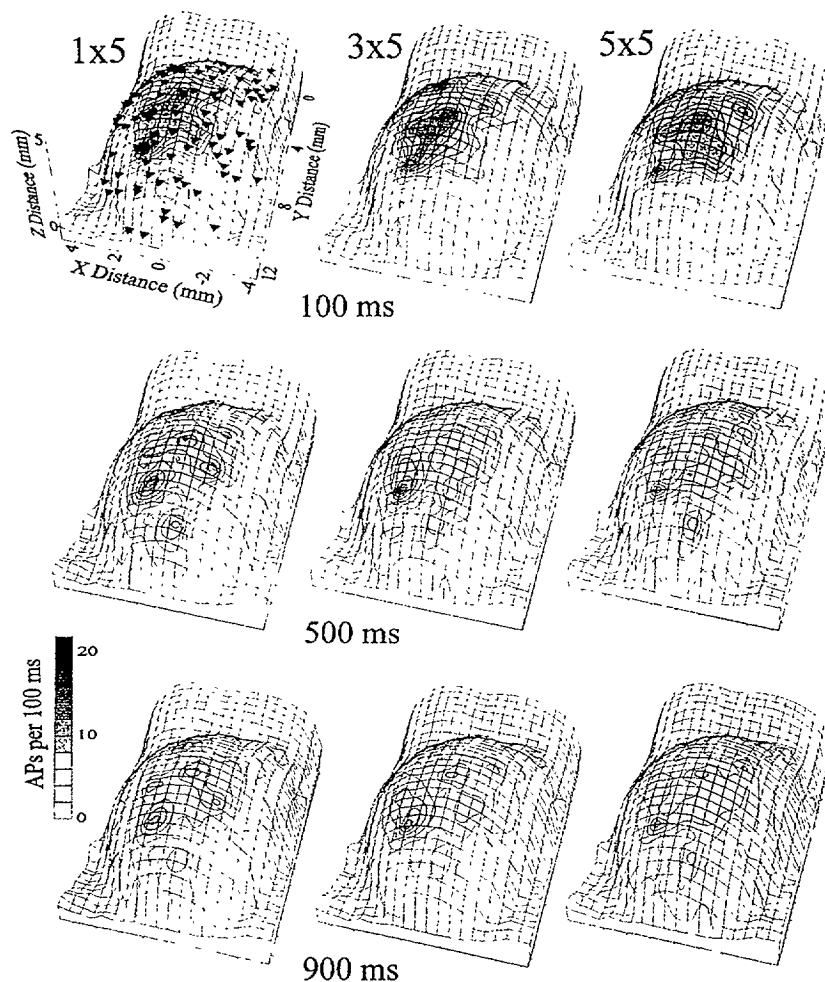 1x5
3x5
5x5
5
0
Z Distance (mm)
4
2
0
-2
-4
X Distance (mm)
0
4
8
12
Y Distance (mm)
100 ms
500 ms
20
10
0
APs per 100 ms
900 ms